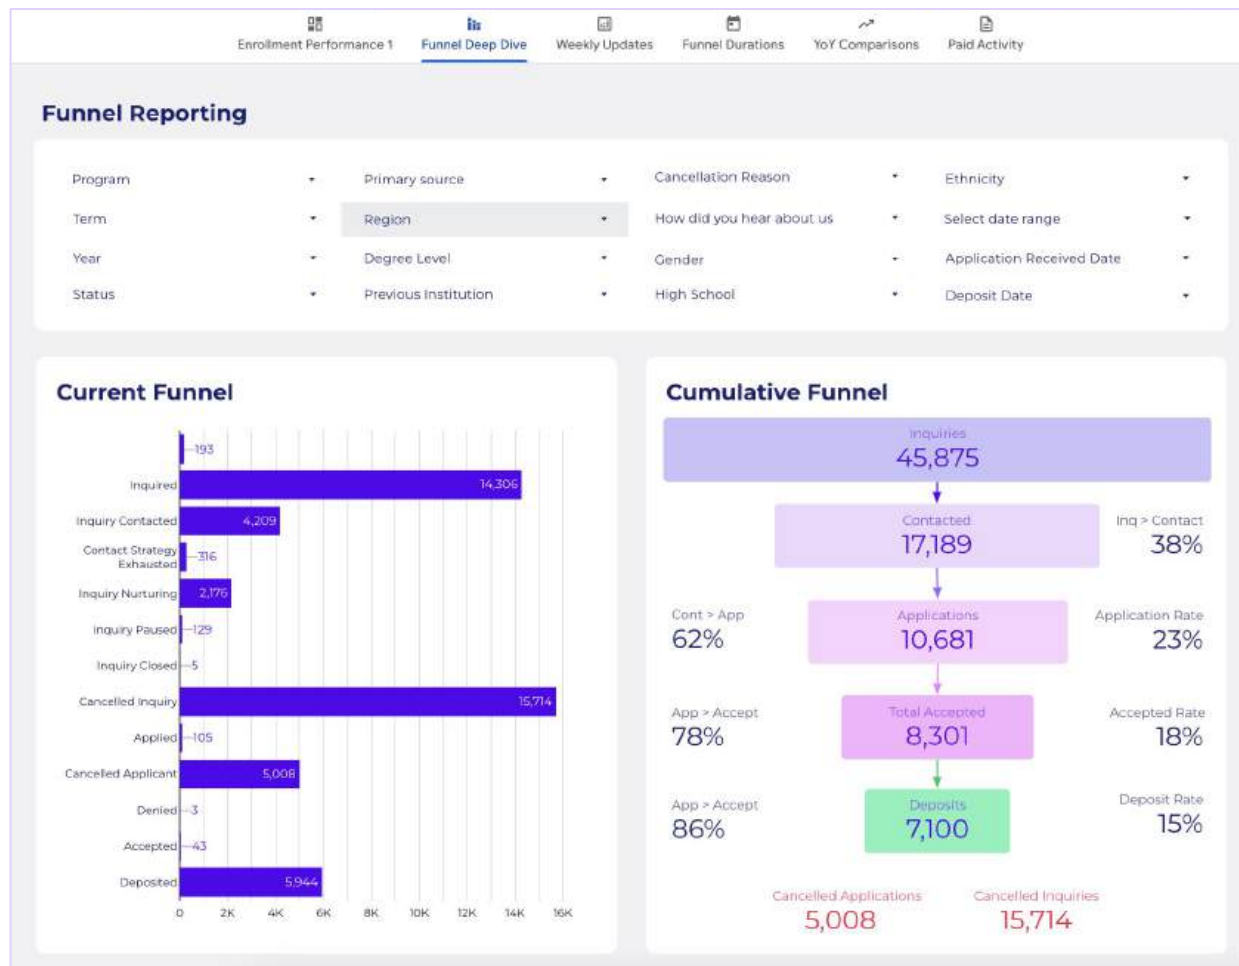 Enrollment Performance 1
Funnel Deep Dive
Weekly Updates
Funnel Durations
YoY Comparisons
Paid Activity
Funnel Reporting
Program
Primary source
Cancellation Reason
Ethnicity
Term
Region
How did you hear about us
Select date range
Year
Degree Level
Gender
Application Received Date
Status
Previous Institution
High School
Deposit Date
Current Funnel
193
Inquired
14,306
Inquiry Contacted
4,209
Contact Strategy
Exhausted
316
Inquiry Nurturing
2,176
Inquiry Paused
129
Inquiry Closed
5
Cancelled Inquiry
15,714
Applied
105
Cancelled Applicant
5,008
Denied
3
Accepted
43
Deposited
5,944
0 2K 4K 6K 8K 10K 12K 14K 16K
Cumulative Funnel
Inquiries
45,875
Contacted
17,189
Inq > Contact
38%
Cont > App
62%
Applications
10,681
Application Rate
23%
App > Accept
78%
Total Accepted
8,301
Accepted Rate
18%
App > Accept
86%
Deposits
7,100
Deposit Rate
15%
Cancelled Applications
5,008
Cancelled Inquiries
15,714